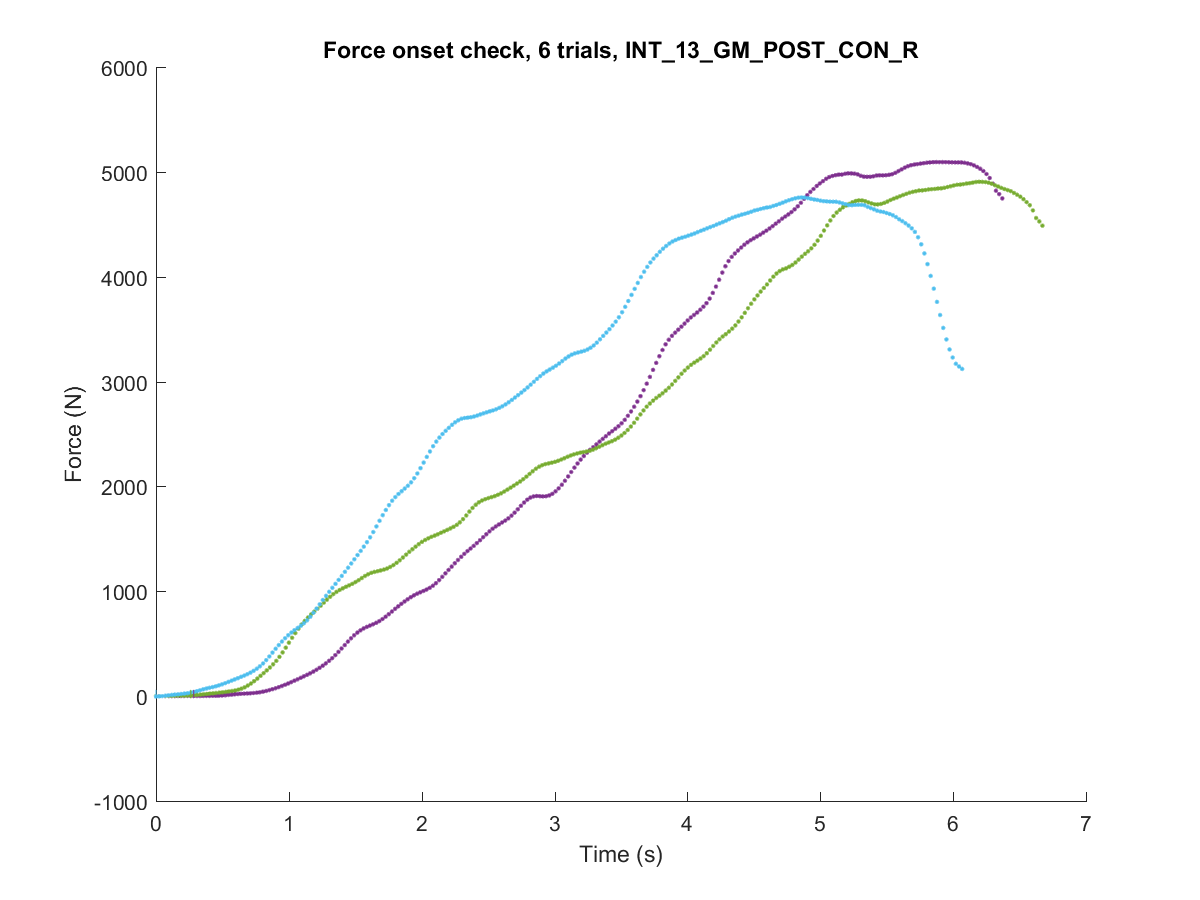 Force onset check, 6 trials, INT_13_GM_POST_CON_R
6000
5000
4000
3000
2000
1000
0
-1000
Force (N)
0 1 2 3 4 5 6 7
Time (s)